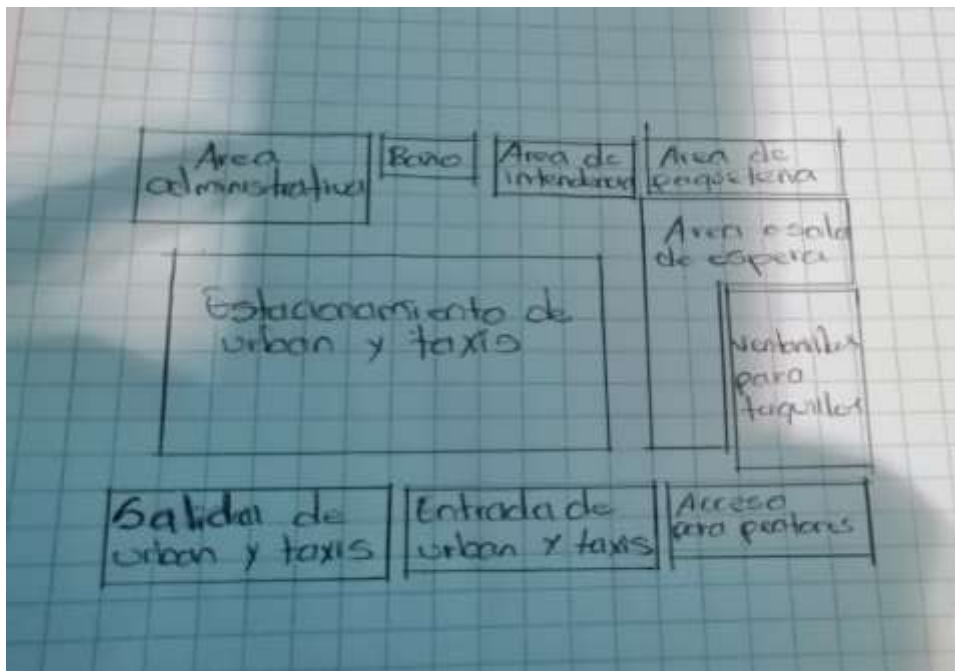 Area
administrativa
Baño
Area de
intendencia
Area de
paqueteria
Area o sala
de espera
Estacionamiento de
urban y taxis
ventanillas
para
taquillas
Salida de
urban y taxis
Entrada de
urban y taxis
Acceso
para peatones